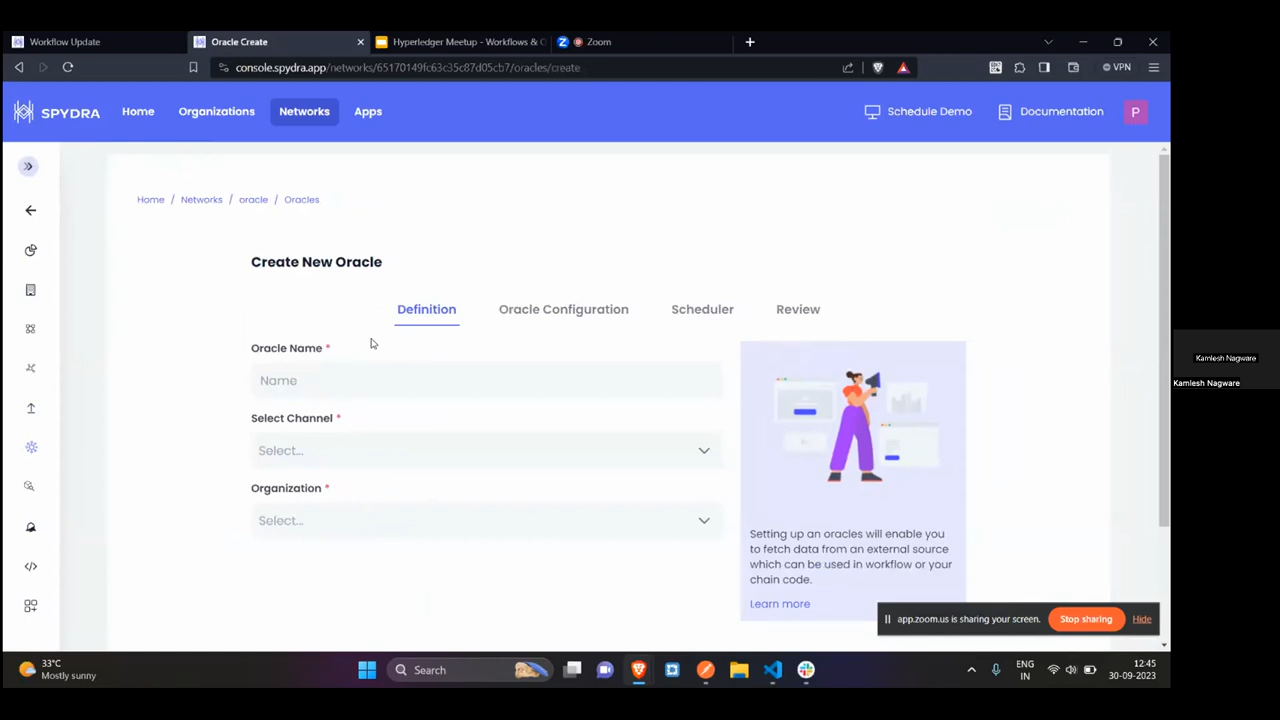 Workflow Update
Oracle Create
Hyperledger Meetup - Workflows & O
Zoom
console.spydra.app/networks/65170149fc63c35c87d05cb7/oracles/create
VPN
SPYDRA
Home
Organizations
Networks
Apps
Schedule Demo
Documentation
P
Home / Networks / oracle / Oracles
Create New Oracle
Definition
Oracle Configuration
Scheduler
Review
Oracle Name *
Name
Select Channel *
Select...
Organization *
Select...
Setting up an oracles will enable you
to fetch data from an external source
which can be used in workflow or your
chain code.
Learn more
app.zoom.us is sharing your screen.
Stop sharing
Hide
Kamlesh Nagware
Kamlesh Nagware
33°C
Mostly sunny
Search
ENG
IN
12:45
30-09-2023